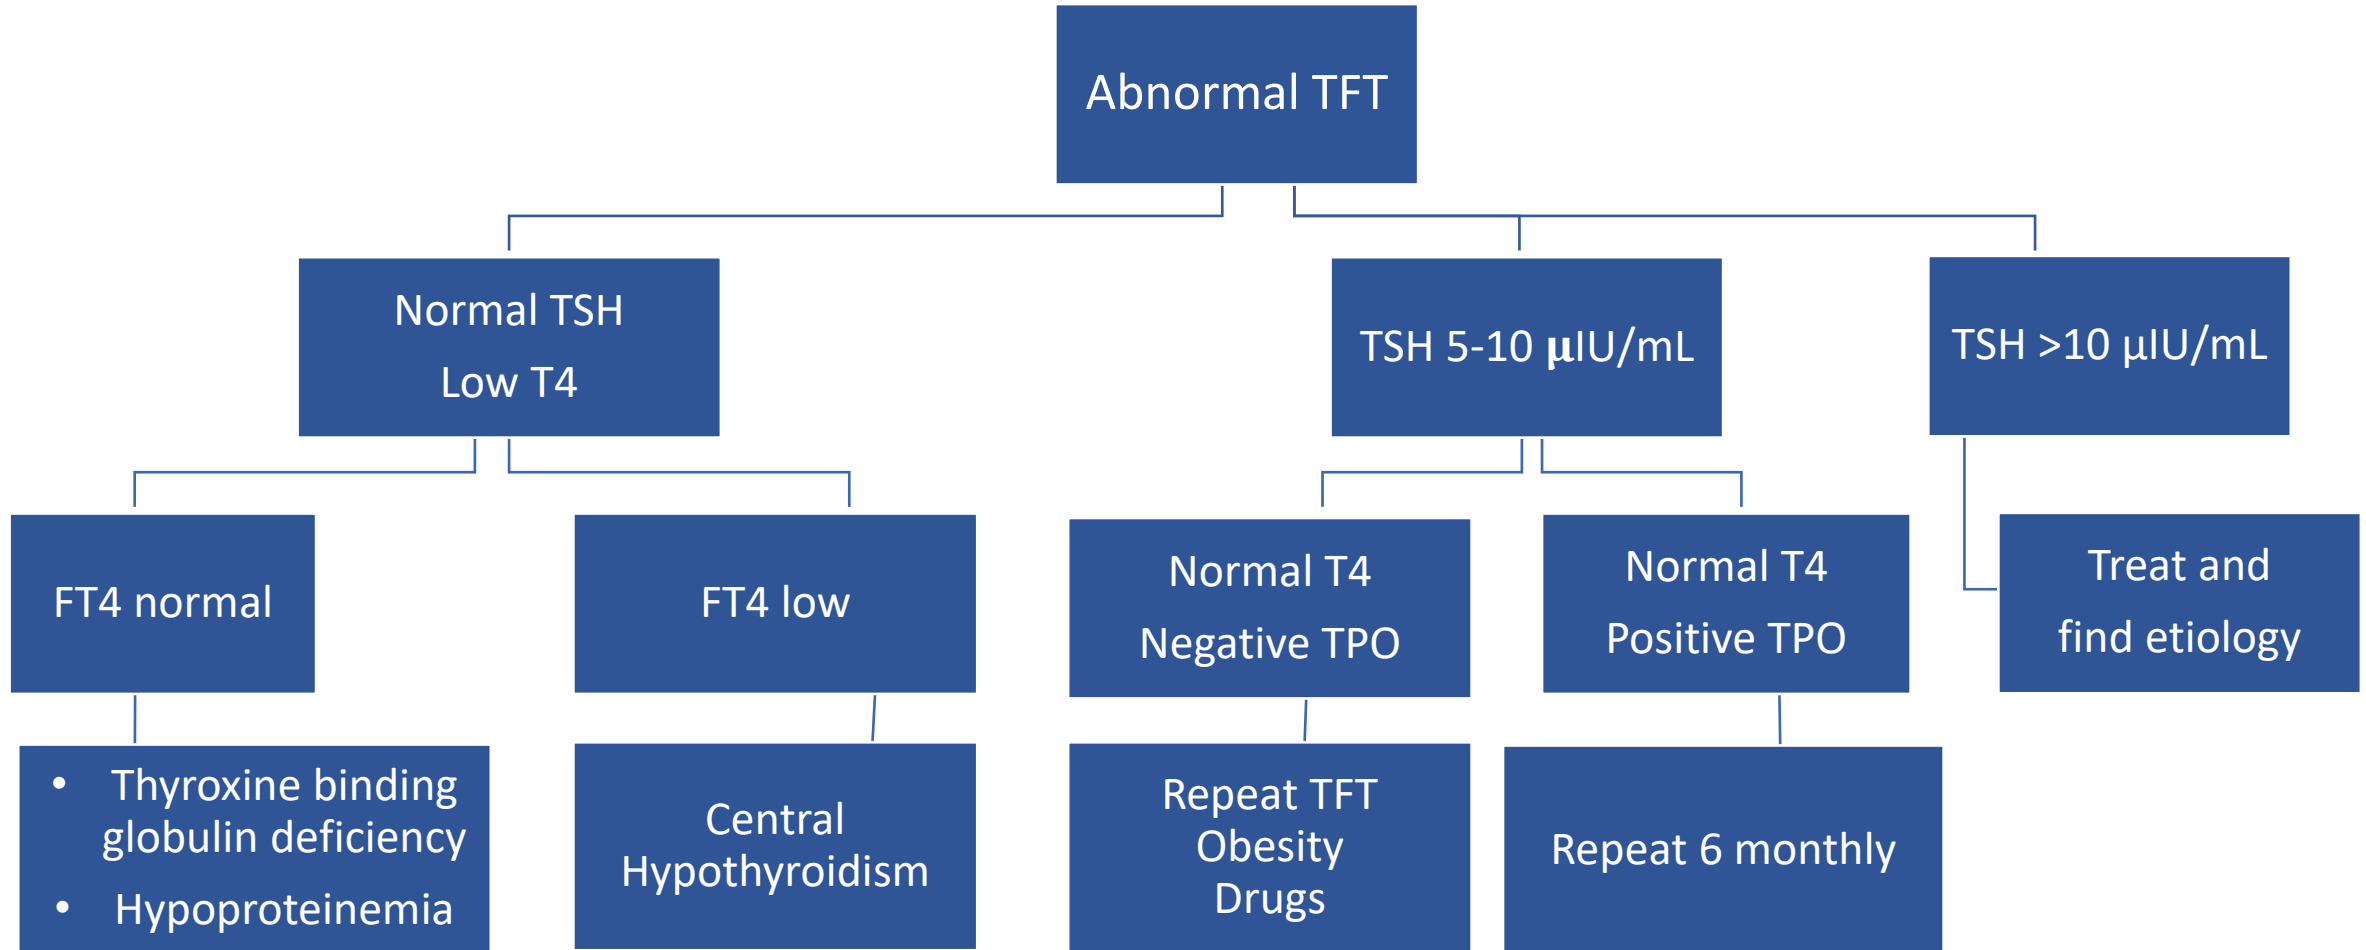 Abnormal TFT
Normal TSH
Low T4
TSH 5-10 μIU/mL
TSH >10 μIU/mL
FT4 normal
FT4 low
Normal T4
Negative TPO
Normal T4
Positive TPO
Treat and
find etiology
• Thyroxine binding
globulin deficiency
• Hypoproteinemia
Central
Hypothyroidism
Repeat TFT
Obesity
Drugs
Repeat 6 monthly